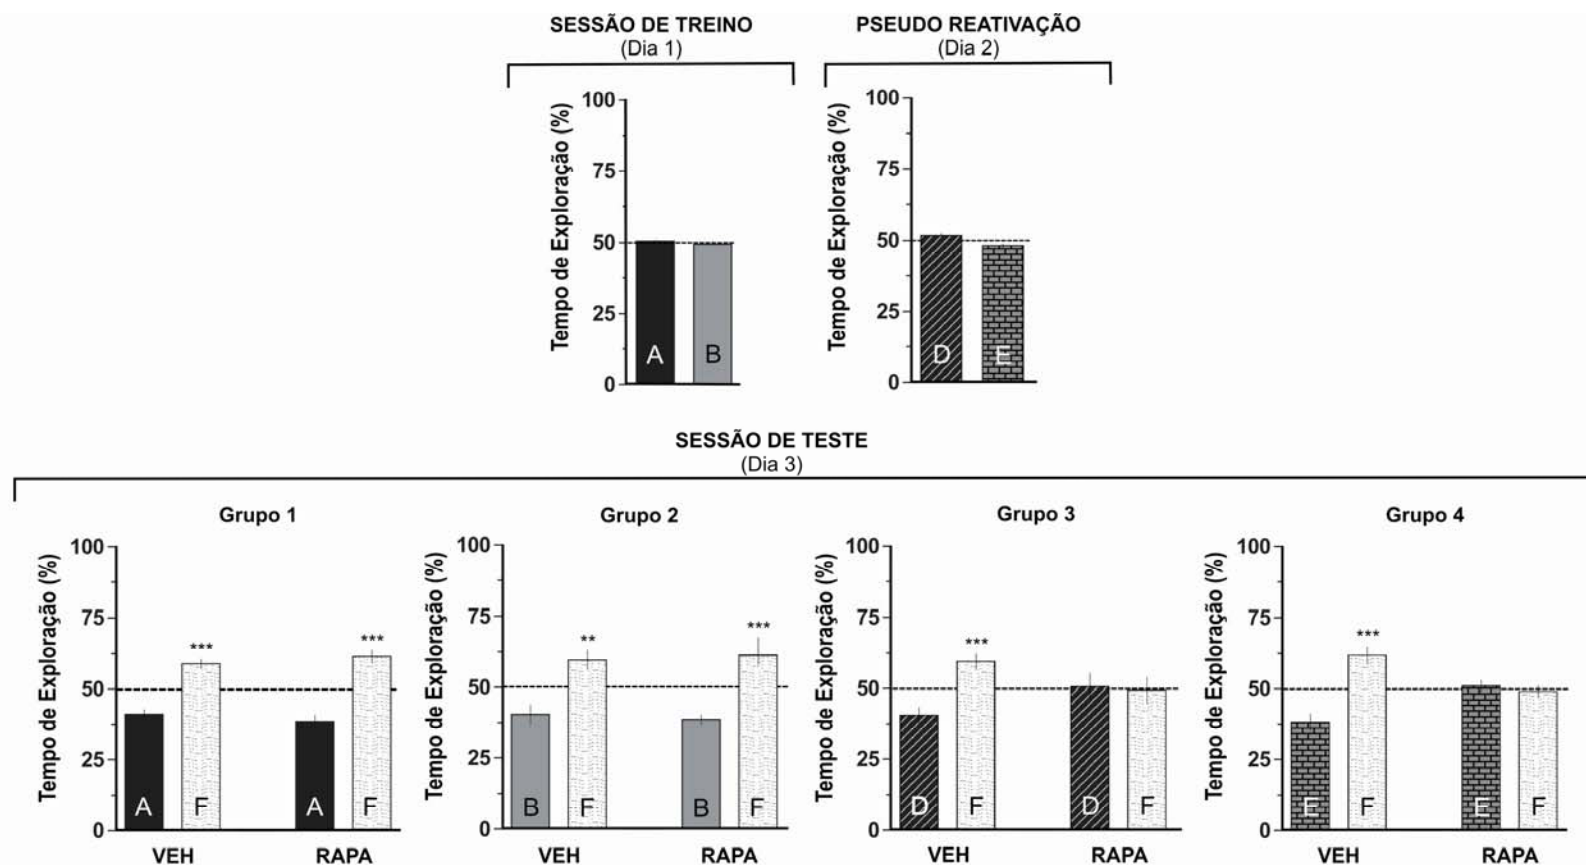 SESSÃO DE TREINO
(Dia 1)
PSEUDO REATIVAÇÃO
(Dia 2)
Tempo de Exploração (%)
100
75
50
25
0
A
B
Tempo de Exploração (%)
100
75
50
25
0
D
E
SESSÃO DE TESTE
(Dia 3)
Grupo 1
Tempo de Exploração (%)
100
75
50
25
0
***
***
A
F
A
F
VEH
RAPA
Grupo 2
Tempo de Exploração (%)
100
75
50
25
0
**
***
B
F
B
F
VEH
RAPA
Grupo 3
Tempo de Exploração (%)
100
75
50
25
0
***
D
F
D
F
VEH
RAPA
Grupo 4
Tempo de Exploração (%)
100
75
50
25
0
***
E
F
E
F
VEH
RAPA